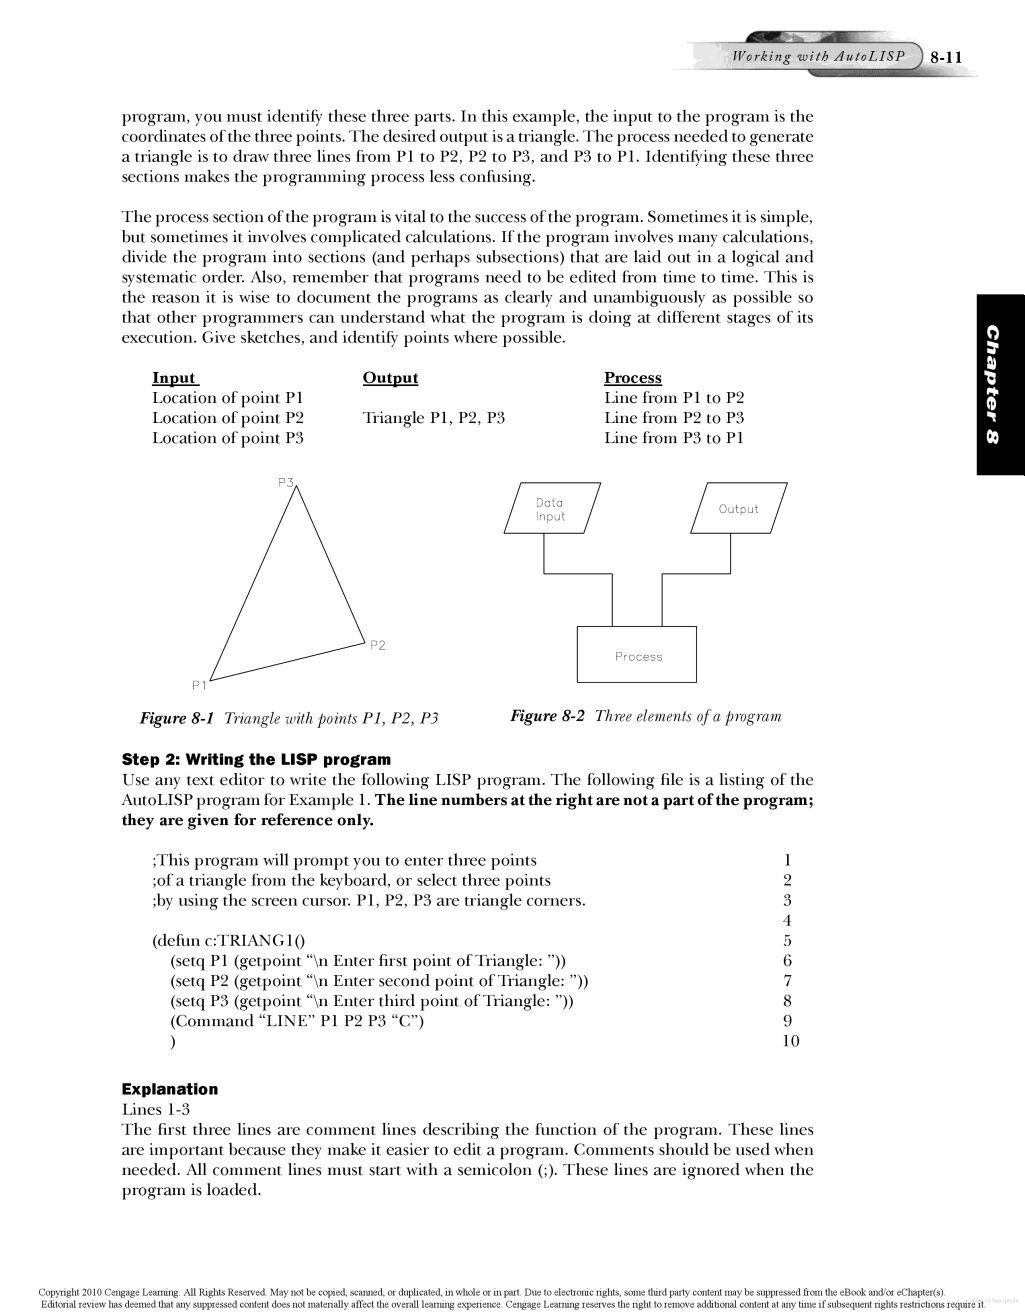 Working with AutoLISP 8-11
program, you must identify these three parts. In this example, the input to the program is the
coordinates of the three points. The desired output is a triangle. The process needed to generate
a triangle is to draw three lines from P1 to P2, P2 to P3, and P3 to P1. Identifying these three
sections makes the programming process less confusing.
The process section of the program is vital to the success of the program. Sometimes it is simple,
but sometimes it involves complicated calculations. If the program involves many calculations,
divide the program into sections (and perhaps subsections) that are laid out in a logical and
systematic order. Also, remember that programs need to be edited from time to time. This is
the reason it is wise to document the programs as clearly and unambiguously as possible so
that other programmers can understand what the program is doing at different stages of its
execution. Give sketches, and identify points where possible.
Chapter 8
Input Output Process
Location of point P1 Line from P1 to P2
Location of point P2 Triangle P1, P2, P3 Line from P2 to P3
Location of point P3 Line from P3 to P1
P3
P2
P1
Data
Input
Output
Process
Figure 8-1 Triangle with points P1, P2, P3
Figure 8-2 Three elements of a program
Step 2: Writing the LISP program
Use any text editor to write the following LISP program. The following file is a listing of the
AutoLISP program for Example 1. The line numbers at the right are not a part of the program;
they are given for reference only.
;This program will prompt you to enter three points 1
;of a triangle from the keyboard, or select three points 2
;by using the screen cursor. P1, P2, P3 are triangle corners. 3
4
(defun c:TRIANG1() 5
(setq P1 (getpoint “\n Enter first point of Triangle: ”)) 6
(setq P2 (getpoint “\n Enter second point of Triangle: ”)) 7
(setq P3 (getpoint “\n Enter third point of Triangle: ”)) 8
(Command “LINE” P1 P2 P3 “C”) 9
) 10
Explanation
Lines 1-3
The first three lines are comment lines describing the function of the program. These lines
are important because they make it easier to edit a program. Comments should be used when
needed. All comment lines must start with a semicolon (;). These lines are ignored when the
program is loaded.
Copyright 2010 Cengage Learning. All Rights Reserved. May not be copied, scanned, or duplicated, in whole or in part. Due to electronic rights, some third party content may be suppressed from the eBook and/or eChapter(s).
Editorial review has deemed that any suppressed content does not materially affect the overall learning experience. Cengage Learning reserves the right to remove additional content at any time if subsequent rights restrictions require it